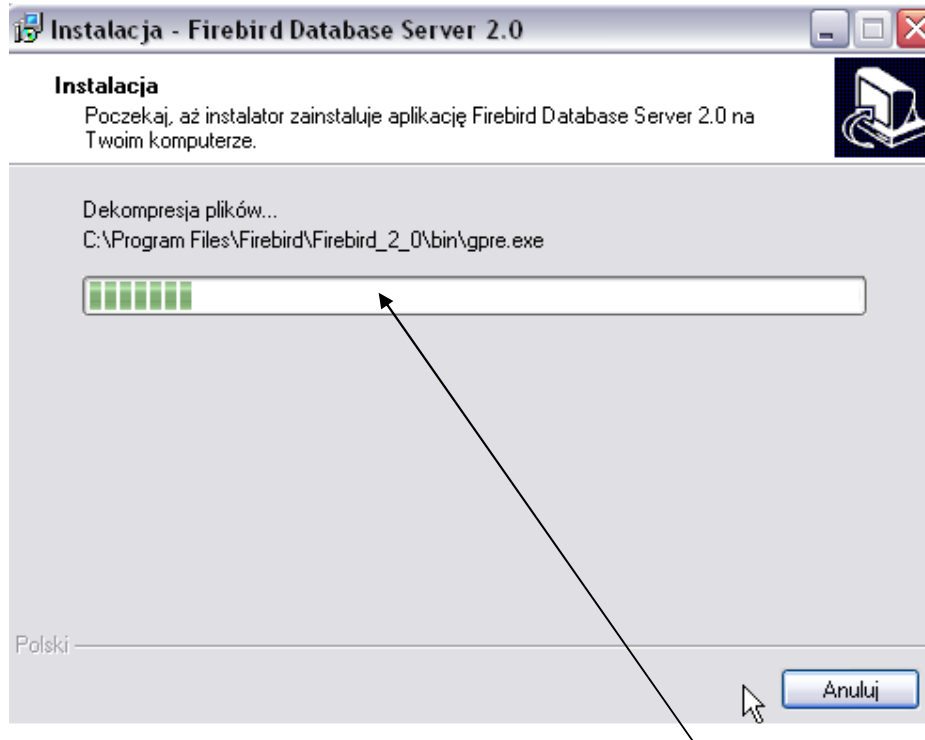 Instalacja - Firebird Database Server 2.0
Instalacja
Poczekaj, aż instalator zainstaluje aplikację Firebird Database Server 2.0 na
Twoim komputerze.
Dekompresja plików...
C:\Program Files\Firebird\Firebird_2_0\bin\gpre.exe
Polski
Anuluj